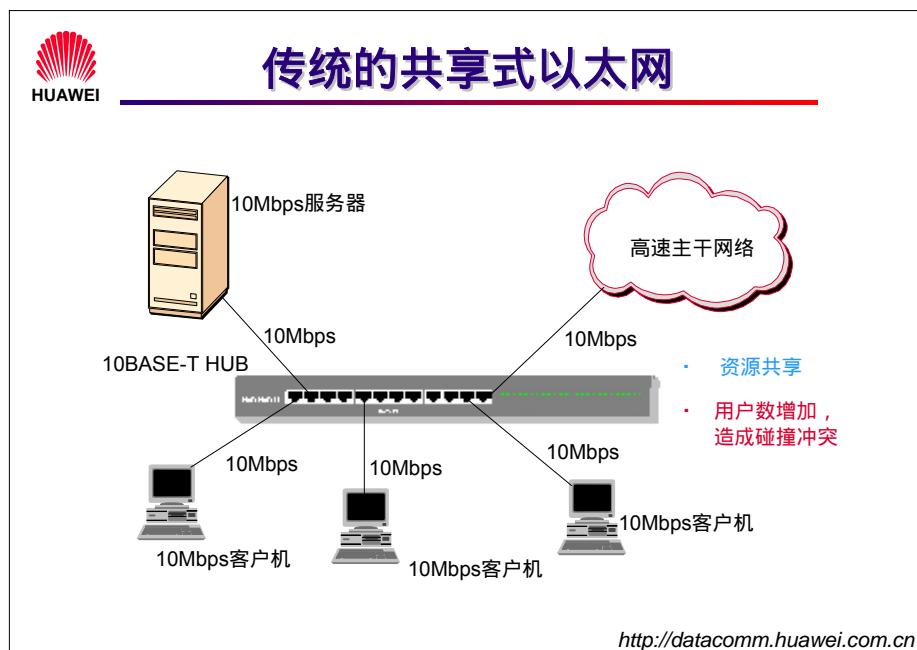 HUAWEI
传统的共享式以太网
10Mbps服务器
高速主干网络
10Mbps
10Mbps
10BASE-T HUB
· 资源共享
· 用户数增加，
造成碰撞冲突
10Mbps
10Mbps
10Mbps
10Mbps客户机
10Mbps客户机
10Mbps客户机
http://datacomm.huawei.com.cn